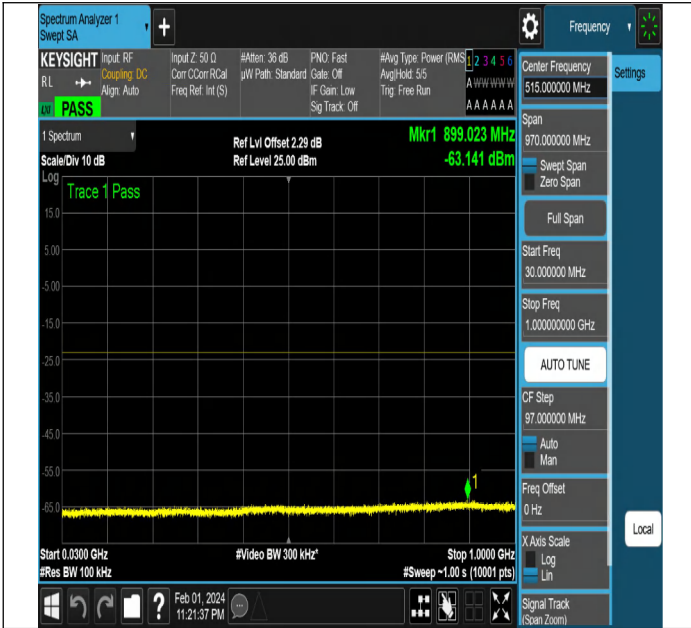 Spectrum Analyzer 1
Swept SA
+
Frequency
KEYSIGHT
RL
LXI
PASS
Input: RF
Coupling: DC
Align: Auto
Input Z: 50 Ω
Corr CCorr RCal
Freq Ref: Int (S)
#Atten: 36 dB
µW Path: Standard
PNO: Fast
Gate: Off
IF Gain: Low
Sig Track: Off
#Avg Type: Power (RMS
Avg|Hold: 5/5
Trig: Free Run
1 2 3 4 5 6
A W W W W W
A A A A A A
1 Spectrum
Scale/Div 10 dB
Ref Lvl Offset 2.29 dB
Ref Level 25.00 dBm
Mkr1 899.023 MHz
-63.141 dBm
Log
Trace 1 Pass
15.0
5.00
-5.00
-15.0
-25.0
-35.0
-45.0
-55.0
-65.0
1
Start 0.0300 GHz
#Res BW 100 kHz
#Video BW 300 kHz*
Stop 1.0000 GHz
#Sweep ~1.00 s (10001 pts)
?
Feb 01, 2024
11:21:37 PM
Center Frequency
515.000000 MHz
Span
970.000000 MHz
Swept Span
Zero Span
Full Span
Start Freq
30.000000 MHz
Stop Freq
1.000000000 GHz
AUTO TUNE
CF Step
97.000000 MHz
Auto
Man
Freq Offset
0 Hz
X Axis Scale
Log
Lin
Signal Track
(Span Zoom)
Settings
Local